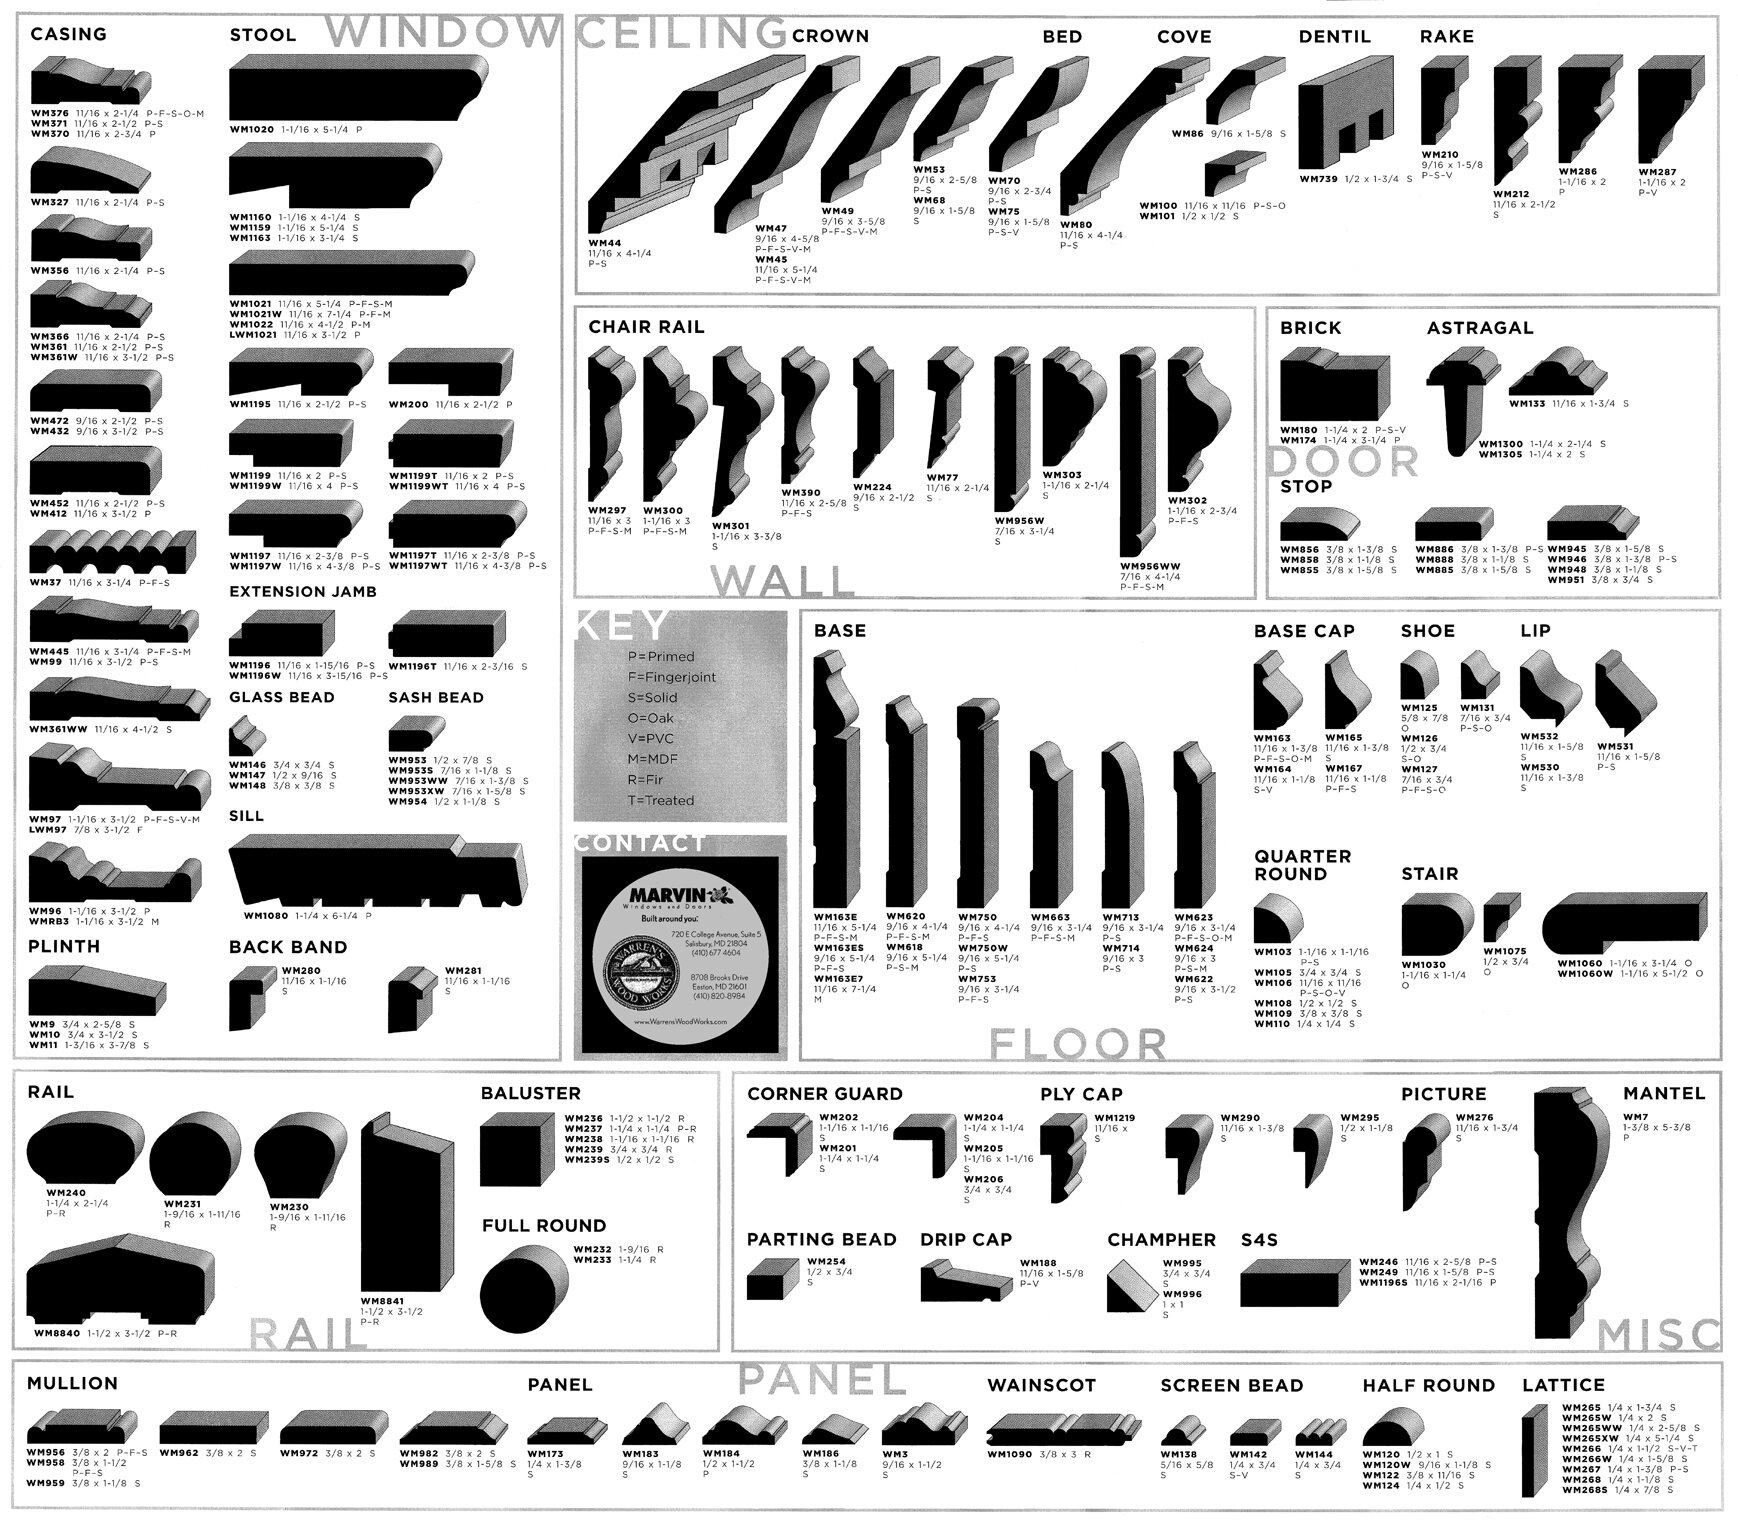 WINDOW
CASING
WM376 11/16 x 2-1/4 P-F-S-O-M
WM371 11/16 x 2-1/2 P-S
WM370 11/16 x 2-3/4 P
WM327 11/16 x 2-1/4 P-S
WM356 11/16 x 2-1/4 P-S
WM366 11/16 x 2-1/4 P-S
WM361 11/16 x 2-1/2 P-S
WM361W 11/16 x 3-1/2 P-S
WM472 9/16 x 2-1/2 P-S
WM432 9/16 x 3-1/2 P-S
WM452 11/16 x 2-1/2 P-S
WM412 11/16 x 3-1/2 P
WM37 11/16 x 3-1/4 P-F-S
WM445 11/16 x 3-1/4 P-F-S-M
WM99 11/16 x 3-1/2 P-S
WM361WW 11/16 x 4-1/2 S
WM97 1-1/16 x 3-1/2 P-F-S-V-M
LWM97 7/8 x 3-1/2 F
WM96 1-1/16 x 3-1/2 P
WMRB3 1-1/16 x 3-1/2 M
PLINTH
WM9 3/4 x 2-5/8 S
WM10 3/4 x 3-1/2 S
WM11 1-3/16 x 3-7/8 S
STOOL
WM1020 1-1/16 x 5-1/4 P
WM1160 1-1/16 x 4-1/4 S
WM1159 1-1/16 x 5-1/4 S
WM1163 1-1/16 x 3-1/4 S
WM1021 11/16 x 5-1/4 P-F-S-M
WM1021W 11/16 x 7-1/4 P-F-M
WM1022 11/16 x 4-1/2 P-M
LWM1021 11/16 x 3-1/2 P
WM1195 11/16 x 2-1/2 P-S
WM200 11/16 x 2-1/2 P
WM1199 11/16 x 2 P-S
WM1199W 11/16 x 4 P-S
WM1199T 11/16 x 2 P-S
WM1199WT 11/16 x 4 P-S
WM1197 11/16 x 2-3/8 P-S
WM1197W 11/16 x 4-3/8 P-S
WM1197T 11/16 x 2-3/8 P-S
WM1197WT 11/16 x 4-3/8 P-S
EXTENSION JAMB
WM1196 11/16 x 1-15/16 P-S
WM1196W 11/16 x 3-15/16 P-S
WM1196T 11/16 x 2-3/16 S
GLASS BEAD
WM146 3/4 x 3/4 S
WM147 1/2 x 9/16 S
WM148 3/8 x 3/8 S
SASH BEAD
WM953 1/2 x 7/8 S
WM953S 7/16 x 1-1/8 S
WM953WW 7/16 x 1-3/8 S
WM953XW 7/16 x 1-5/8 S
WM954 1/2 x 1-1/8 S
SILL
WM1080 1-1/4 x 6-1/4 P
BACK BAND
WM280
11/16 x 1-1/16
S
WM281
11/16 x 1-1/16
S
CEILING
CROWN
WM44
11/16 x 4-1/4
P-S
WM47
9/16 x 4-5/8
P-F-S-V-M
WM45
11/16 x 5-1/4
P-F-S-V-M
WM49
9/16 x 3-5/8
P-F-S-V-M
WM53
9/16 x 2-5/8
P-S
WM68
9/16 x 1-5/8
S
BED
WM70
9/16 x 2-3/4
P-S
WM75
9/16 x 1-5/8
P-S-V
COVE
WM80
11/16 x 4-1/4
P-S
WM86 9/16 x 1-5/8 S
WM100 11/16 x 11/16 P-S-O
WM101 1/2 x 1/2 S
DENTIL
WM739 1/2 x 1-3/4 S
RAKE
WM210
9/16 x 1-5/8
P-S-V
WM212
11/16 x 2-1/2
S
WM286
1-1/16 x 2
P
WM287
1-1/16 x 2
P-V
CHAIR RAIL
WM297
11/16 x 3
P-F-S-M
WM300
1-1/16 x 3
P-F-S-M
WM301
1-1/16 x 3-3/8
S
WM390
11/16 x 2-5/8
P-F-S
WM224
9/16 x 2-1/2
S
WM77
11/16 x 2-1/4
S
WM956W
7/16 x 3-1/4
S
WM303
1-1/16 x 2-1/4
S
WM956WW
7/16 x 4-1/4
P-F-S-M
WM302
1-1/16 x 2-3/4
P-F-S
WALL
BRICK
WM180 1-1/4 x 2 P-S-V
WM174 1-1/4 x 3-1/4 P
ASTRAGAL
WM133 11/16 x 1-3/4 S
WM1300 1-1/4 x 2-1/4 S
WM1305 1-1/4 x 2 S
DOOR
STOP
WM856 3/8 x 1-3/8 S
WM858 3/8 x 1-1/8 S
WM855 3/8 x 1-5/8 S
WM886 3/8 x 1-3/8 P-S
WM888 3/8 x 1-1/8 S
WM885 3/8 x 1-5/8 S
WM945 3/8 x 1-5/8 S
WM946 3/8 x 1-3/8 P-S
WM948 3/8 x 1-1/8 S
WM951 3/8 x 3/4 S
KEY
P=Primed
F=Fingerjoint
S=Solid
O=Oak
V=PVC
M=MDF
R=Fir
T=Treated
CONTACT
MARVIN
Windows and Doors
Built around you.
720 E College Avenue, Suite 5
Salisbury, MD 21804
(410) 677 4604
WARREN'S
WOOD WORKS
8708 Brooks Drive
Easton, MD 21601
(410) 820-8984
www.WarrensWoodWorks.com
BASE
WM163E
11/16 x 5-1/4
P-F-S-M
WM163ES
9/16 x 5-1/4
P-F-S
WM163E7
11/16 x 7-1/4
M
WM620
9/16 x 4-1/4
P-F-S-M
WM618
9/16 x 5-1/4
P-S-M
WM750
9/16 x 4-1/4
P-F-S
WM750W
9/16 x 5-1/4
P-S
WM753
9/16 x 3-1/4
P-F-S
WM663
9/16 x 3-1/4
P-F-S-M
WM713
9/16 x 3-1/4
P-S
WM714
9/16 x 3
P-S
WM623
9/16 x 3-1/4
P-F-S-O-M
WM624
9/16 x 3
P-S-M
WM622
9/16 x 3-1/2
P-S
BASE CAP
WM163
11/16 x 1-3/8
P-F-S-O-M
WM164
11/16 x 1-1/8
S-V
WM165
11/16 x 1-3/8
S
WM167
11/16 x 1-1/8
P-F-S
SHOE
WM125
5/8 x 7/8
O
WM126
1/2 x 3/4
S-O
WM127
7/16 x 3/4
P-F-S-O
WM131
7/16 x 3/4
P-S-O
LIP
WM532
11/16 x 1-5/8
S
WM530
11/16 x 1-3/8
S
WM531
11/16 x 1-5/8
P-S
QUARTER
ROUND
WM103 1-1/16 x 1-1/16
P-S
WM105 3/4 x 3/4 S
WM106 11/16 x 11/16
P-S-O-V
WM108 1/2 x 1/2 S
WM109 3/8 x 3/8 S
WM110 1/4 x 1/4 S
STAIR
WM1030
1-1/16 x 1-1/4
O
WM1075
1/2 x 3/4
O
WM1060 1-1/16 x 3-1/4 O
WM1060W 1-1/16 x 5-1/2 O
FLOOR
RAIL
WM240
1-1/4 x 2-1/4
P-R
WM231
1-9/16 x 1-11/16
R
WM230
1-9/16 x 1-11/16
R
WM8841
1-1/2 x 3-1/2
P-R
WM8840 1-1/2 x 3-1/2 P-R
BALUSTER
WM236 1-1/2 x 1-1/2 R
WM237 1-1/4 x 1-1/4 P-R
WM238 1-1/16 x 1-1/16 R
WM239 3/4 x 3/4 R
WM239S 1/2 x 1/2 S
FULL ROUND
WM232 1-9/16 R
WM233 1-1/4 R
RAIL
CORNER GUARD
WM202
1-1/16 x 1-1/16
S
WM201
1-1/4 x 1-1/4
S
WM204
1-1/4 x 1-1/4
S
WM205
1-1/16 x 1-1/16
S
WM206
3/4 x 3/4
S
PLY CAP
WM1219
11/16 x
S
WM290
11/16 x 1-3/8
S
WM295
1/2 x 1-1/8
S
PICTURE
WM276
11/16 x 1-3/4
S
MANTEL
WM7
1-3/8 x 5-3/8
P
PARTING BEAD
WM254
1/2 x 3/4
S
DRIP CAP
WM188
11/16 x 1-5/8
P-V
CHAMPHER
WM995
3/4 x 3/4
S
WM996
1 x 1
S
S4S
WM246 11/16 x 2-5/8 P-S
WM249 11/16 x 1-5/8 P-S
WM1196S 11/16 x 2-1/16 P
MISC
PANEL
MULLION
WM956 3/8 x 2 P-F-S
WM958 3/8 x 1-1/2
P-F-S
WM959 3/8 x 1-1/8 S
WM962 3/8 x 2 S
WM972 3/8 x 2 S
WM982 3/8 x 2 S
WM989 3/8 x 1-5/8 S
PANEL
WM173
1/4 x 1-3/8
S
WM183
9/16 x 1-1/8
S
WM184
1/2 x 1-1/2
P
WM186
3/8 x 1-1/8
S
WM3
9/16 x 1-1/2
S
WAINSCOT
WM1090 3/8 x 3 R
SCREEN BEAD
WM138
5/16 x 5/8
S
WM142
1/4 x 3/4
S-V
WM144
1/4 x 3/4
S
HALF ROUND
WM120 1/2 x 1 S
WM120W 9/16 x 1-1/8 S
WM122 3/8 x 11/16 S
WM124 1/4 x 1/2 S
LATTICE
WM265 1/4 x 1-3/4 S
WM265W 1/4 x 2 S
WM265WW 1/4 x 2-5/8 S
WM265XW 1/4 x 5-1/4 S
WM266 1/4 x 1-1/2 S-V-T
WM266W 1/4 x 1-5/8 S
WM267 1/4 x 1-3/8 P-S
WM268 1/4 x 1-1/8 S
WM268S 1/4 x 7/8 S